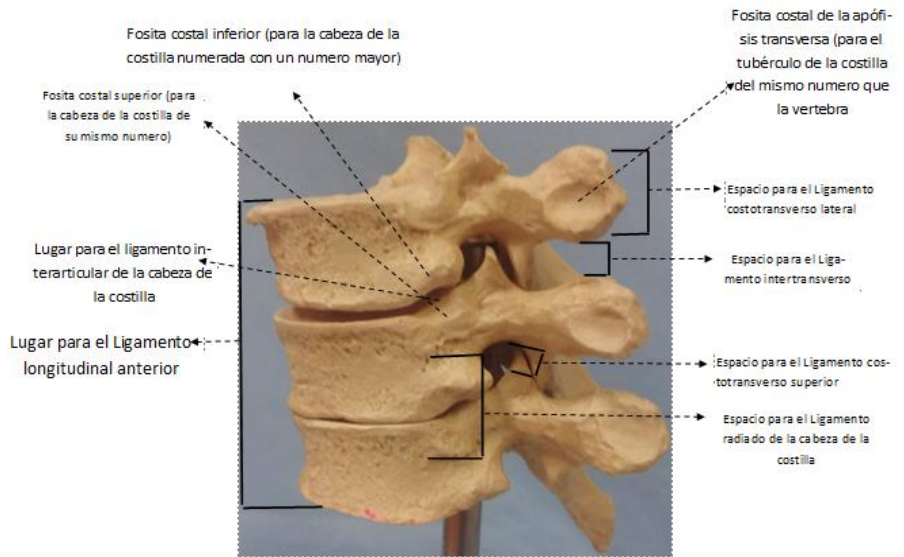 Fosita costal inferior (para la cabeza de la
costilla numerada con un numero mayor)
Fosita costal superior (para
la cabeza de la costilla de
su mismo numero)
Lugar para el ligamento in-
terarticular de la cabeza de
la costilla
Lugar para el Ligamento
longitudinal anterior
Fosita costal de la apófi-
sis transversa (para el
tubérculo de la costilla
del mismo numero que
la vertebra
Espacio para el Ligamento
costotransverso lateral
Espacio para el Liga-
mento intertransverso
Espacio para el Ligamento cos-
totransverso superior
Espacio para el Ligamento
radiado de la cabeza de la
costilla